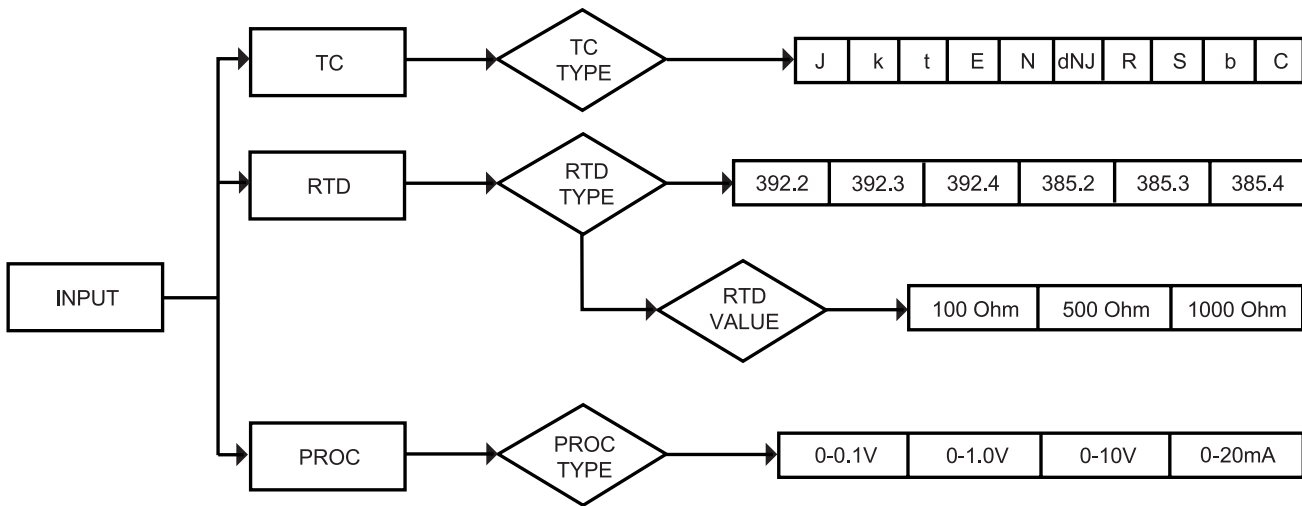 TC
TC
TYPE
J k t E N dNJ R S b C
RTD
RTD
TYPE
392.2 392.3 392.4 385.2 385.3 385.4
INPUT
RTD
VALUE
100 Ohm 500 Ohm 1000 Ohm
PROC
PROC
TYPE
0-0.1V 0-1.0V 0-10V 0-20mA